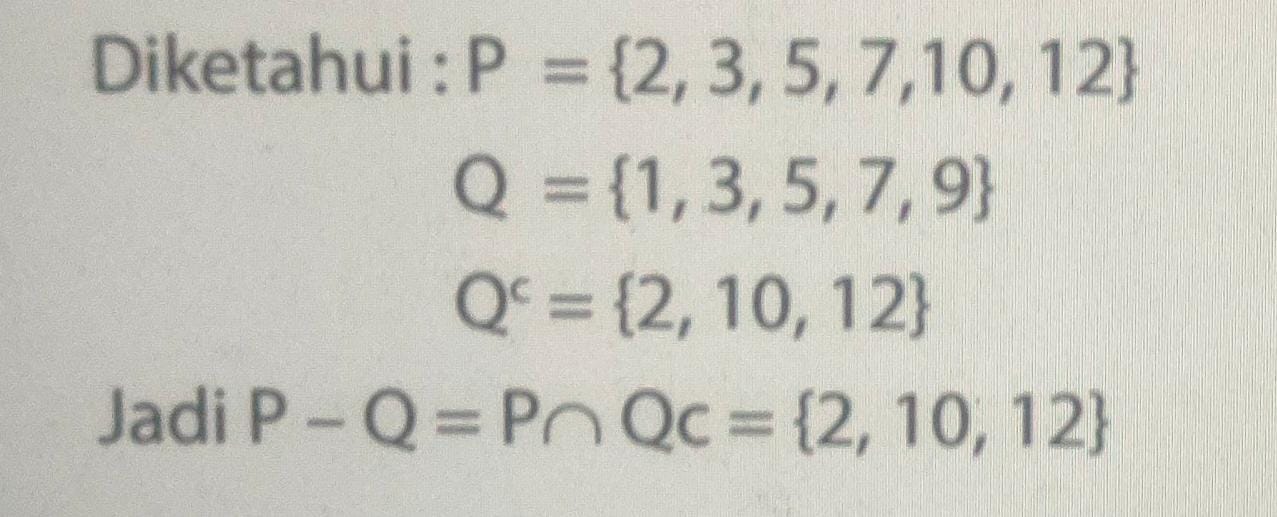 Diketahui : P = {2, 3, 5, 7,10, 12}
Q = {1, 3, 5, 7, 9}
Qᶜ = {2, 10, 12}
Jadi P – Q = P∩ Qc = {2, 10, 12}